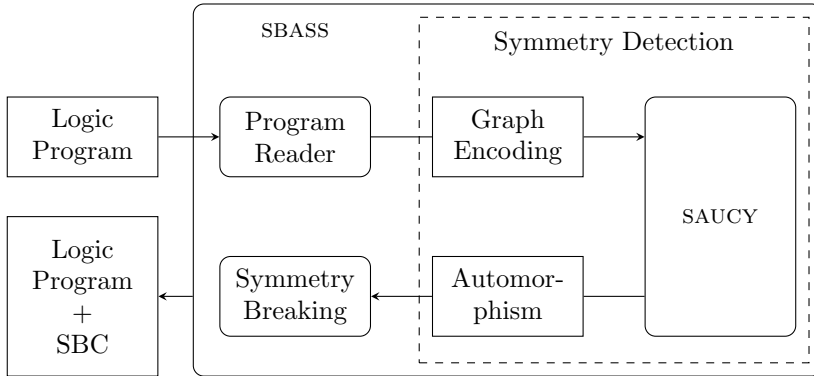 SBASS
Symmetry Detection
Logic
Program
Program
Reader
Graph
Encoding
SAUCY
Logic
Program
+
SBC
Symmetry
Breaking
Automor-
phism